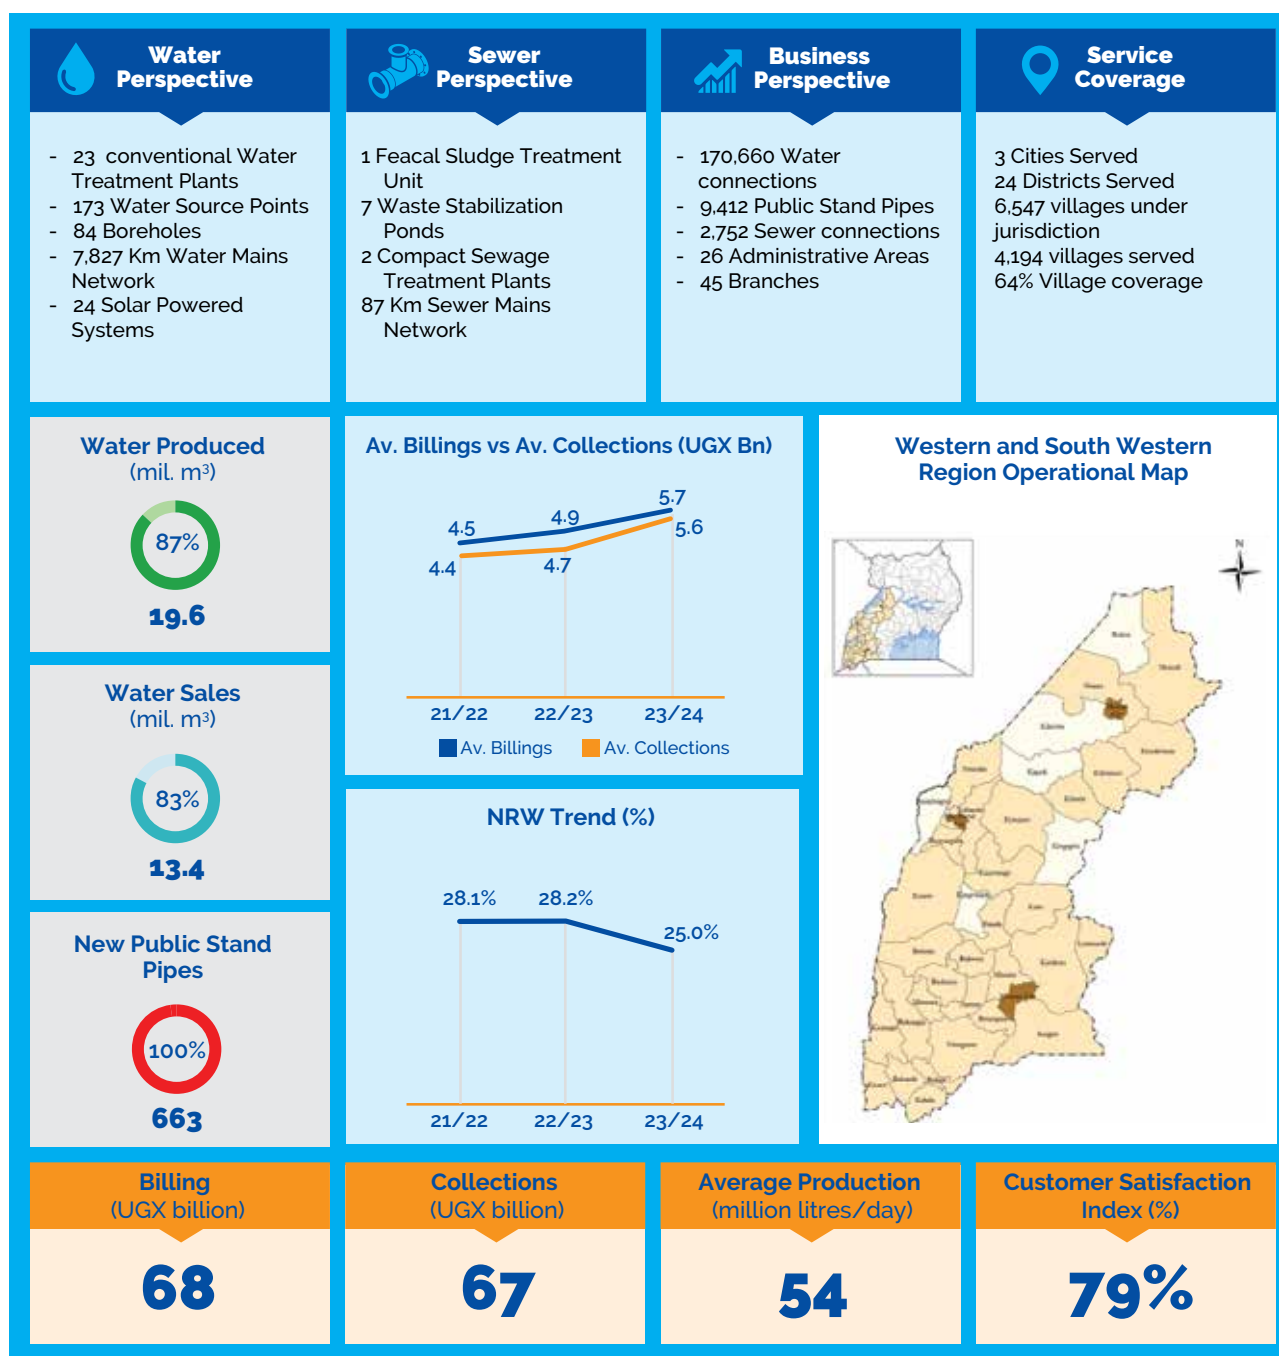 Water
Perspective
- 23 conventional Water
Treatment Plants
- 173 Water Source Points
- 84 Boreholes
- 7,827 Km Water Mains
Network
- 24 Solar Powered
Systems
Sewer
Perspective
1 Feacal Sludge Treatment
Unit
7 Waste Stabilization
Ponds
2 Compact Sewage
Treatment Plants
87 Km Sewer Mains
Network
Business
Perspective
- 170,660 Water
connections
- 9,412 Public Stand Pipes
- 2,752 Sewer connections
- 26 Administrative Areas
- 45 Branches
Service
Coverage
3 Cities Served
24 Districts Served
6,547 villages under
jurisdiction
4,194 villages served
64% Village coverage
Water Produced
(mil. m³)
87%
19.6
Water Sales
(mil. m³)
83%
13.4
New Public Stand
Pipes
100%
663
Av. Billings vs Av. Collections (UGX Bn)
5.7
4.9
4.5
5.6
4.7
4.4
21/22 22/23 23/24
Av. Billings Av. Collections
NRW Trend (%)
28.1% 28.2%
25.0%
21/22 22/23 23/24
Western and South Western
Region Operational Map
N
Billing
(UGX billion)
68
Collections
(UGX billion)
67
Average Production
(million litres/day)
54
Customer Satisfaction
Index (%)
79%